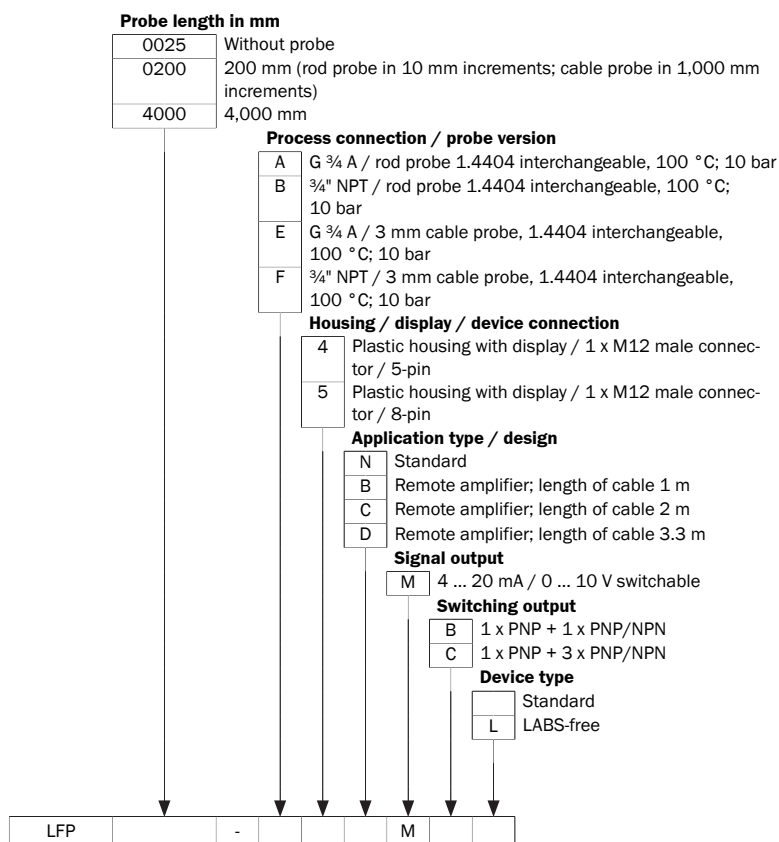 Probe length in mm
0025 Without probe
0200 200 mm (rod probe in 10 mm increments; cable probe in 1,000 mm
increments)
4000 4,000 mm
Process connection / probe version
A G ¾ A / rod probe 1.4404 interchangeable, 100 °C; 10 bar
B ¾" NPT / rod probe 1.4404 interchangeable, 100 °C;
10 bar
E G ¾ A / 3 mm cable probe, 1.4404 interchangeable,
100 °C; 10 bar
F ¾" NPT / 3 mm cable probe, 1.4404 interchangeable,
100 °C; 10 bar
Housing / display / device connection
4 Plastic housing with display / 1 x M12 male connec-
tor / 5-pin
5 Plastic housing with display / 1 x M12 male connec-
tor / 8-pin
Application type / design
N Standard
B Remote amplifier; length of cable 1 m
C Remote amplifier; length of cable 2 m
D Remote amplifier; length of cable 3.3 m
Signal output
M 4 ... 20 mA / 0 ... 10 V switchable
Switching output
B 1 x PNP + 1 x PNP/NPN
C 1 x PNP + 3 x PNP/NPN
Device type
Standard
L LABS-free
LFP - M